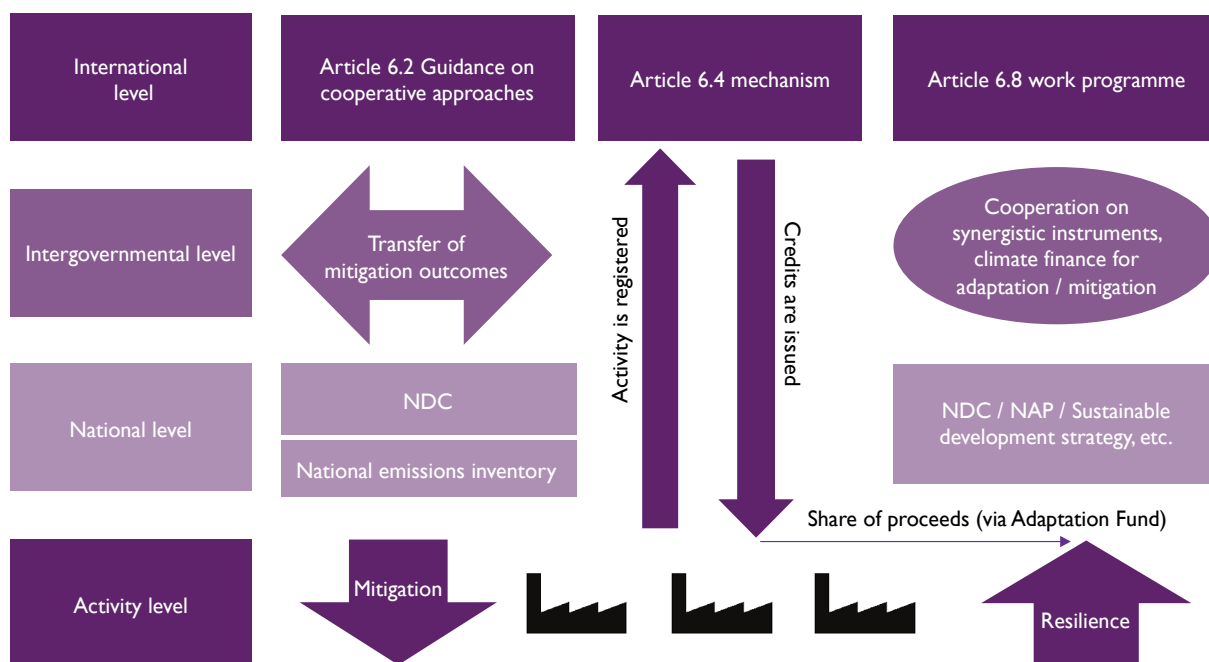 International
level
Article 6.2 Guidance on
cooperative approaches
Article 6.4 mechanism
Article 6.8 work programme
Intergovernmental level
Transfer of
mitigation outcomes
Activity is registered
Credits are issued
Cooperation on
synergistic instruments,
climate finance for
adaptation / mitigation
National level
NDC
National emissions inventory
NDC / NAP / Sustainable
development strategy, etc.
Share of proceeds (via Adaptation Fund)
Activity level
Mitigation
Resilience